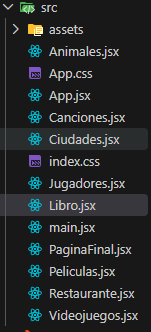 src
assets
Animales.jsx
App.css
App.jsx
Canciones.jsx
Ciudades.jsx
index.css
Jugadores.jsx
Libro.jsx
main.jsx
PaginaFinal.jsx
Peliculas.jsx
Restaurante.jsx
Videojuegos.jsx